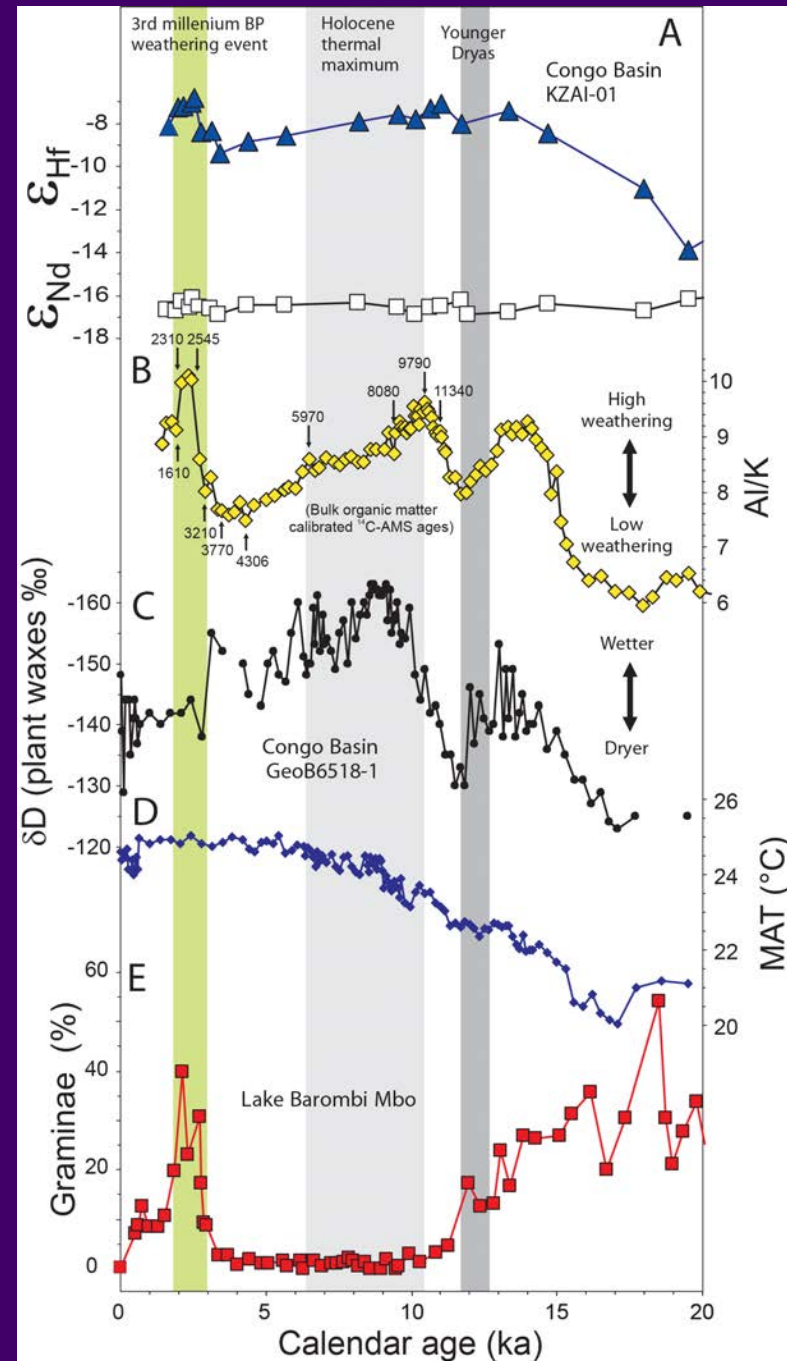 3rd millenium BP
weathering event
Holocene
thermal
maximum
Younger
Dryas
A
Congo Basin
KZAI-01
εHf
-8
-10
-12
-14
εNd
-16
-18
B
2310
2545
1610
3210
3770
4306
5970
8080
9790
11340
(Bulk organic matter
calibrated ¹⁴C-AMS ages)
High
weathering
Low
weathering
Al/K
10
9
8
7
6
C
δD (plant waxes ‰)
-160
-150
-140
-130
-120
Wetter
Dryer
Congo Basin
GeoB6518-1
D
MAT (°C)
26
24
22
20
E
Graminae (%)
60
40
20
0
Lake Barombi Mbo
0 5 10 15 20
Calendar age (ka)